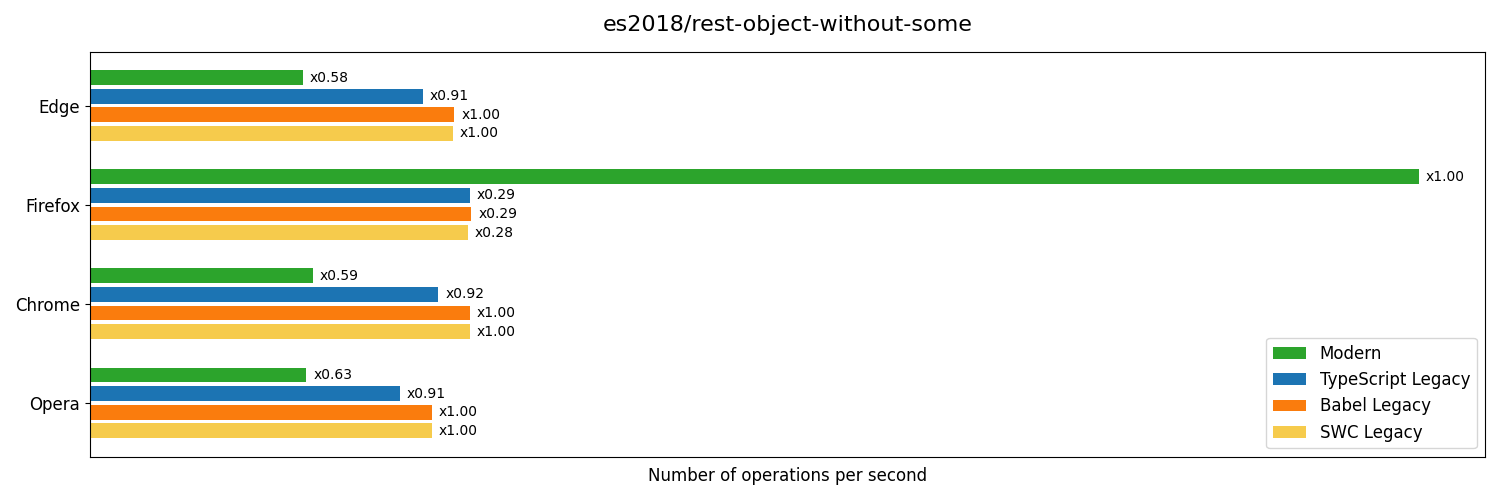 es2018/rest-object-without-some
Edge
x0.58
x0.91
x1.00
x1.00
Firefox
x1.00
x0.29
x0.29
x0.28
Chrome
x0.59
x0.92
x1.00
x1.00
Opera
x0.63
x0.91
x1.00
x1.00
Modern
TypeScript Legacy
Babel Legacy
SWC Legacy
Number of operations per second